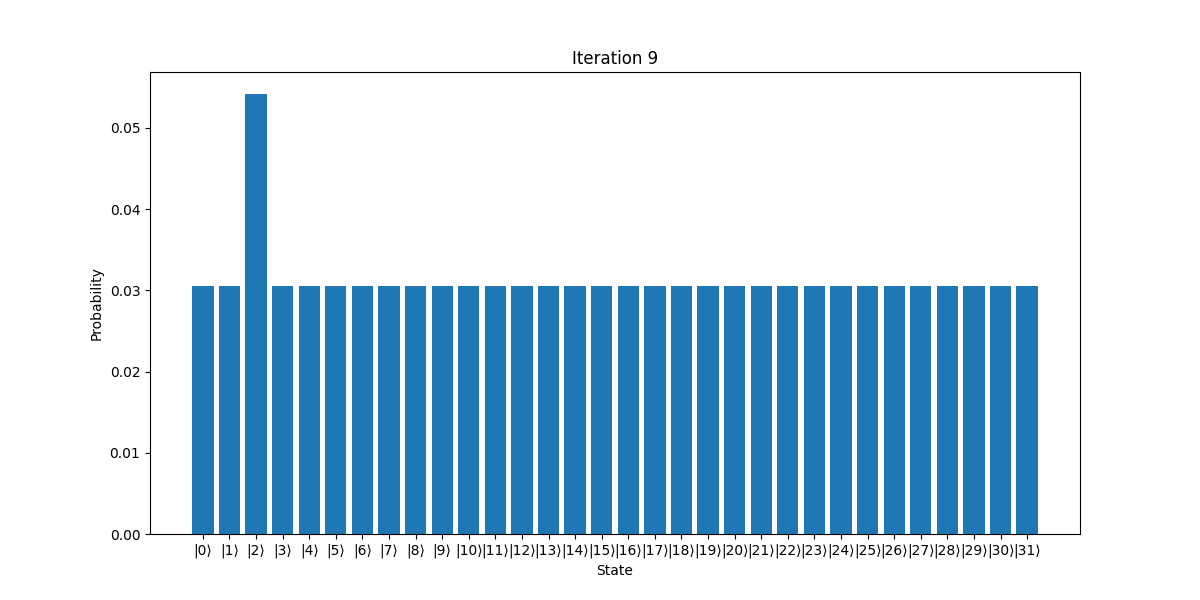 Iteration 9
Probability
0.05
0.04
0.03
0.02
0.01
0.00
|0⟩ |1⟩ |2⟩ |3⟩ |4⟩ |5⟩ |6⟩ |7⟩ |8⟩ |9⟩ |10⟩ |11⟩ |12⟩ |13⟩ |14⟩ |15⟩ |16⟩ |17⟩ |18⟩ |19⟩ |20⟩ |21⟩ |22⟩ |23⟩ |24⟩ |25⟩ |26⟩ |27⟩ |28⟩ |29⟩ |30⟩ |31⟩
State